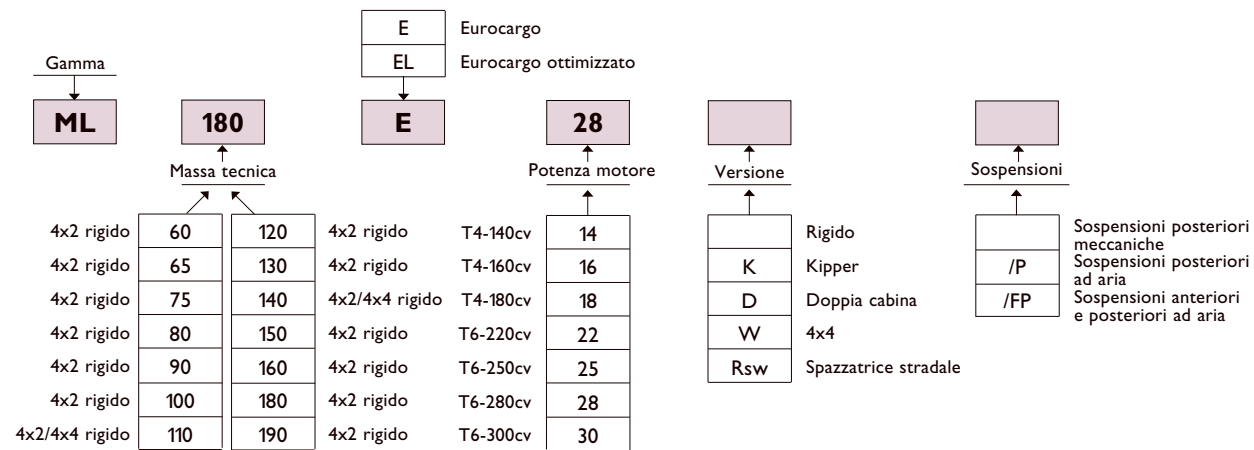 E Eurocargo
EL Eurocargo ottimizzato
Gamma
ML 180 E 28
Massa tecnica Potenza motore Versione Sospensioni
4x2 rigido 60 120 4x2 rigido T4-140cv 14 Rigido Sospensioni posteriori
meccaniche
4x2 rigido 65 130 4x2 rigido T4-160cv 16 K Kipper /P Sospensioni posteriori
ad aria
4x2 rigido 75 140 4x2/4x4 rigido T4-180cv 18 D Doppia cabina /FP Sospensioni anteriori
e posteriori ad aria
4x2 rigido 80 150 4x2 rigido T6-220cv 22 W 4x4
4x2 rigido 90 160 4x2 rigido T6-250cv 25 Rsw Spazzatrice stradale
4x2 rigido 100 180 4x2 rigido T6-280cv 28
4x2/4x4 rigido 110 190 4x2 rigido T6-300cv 30